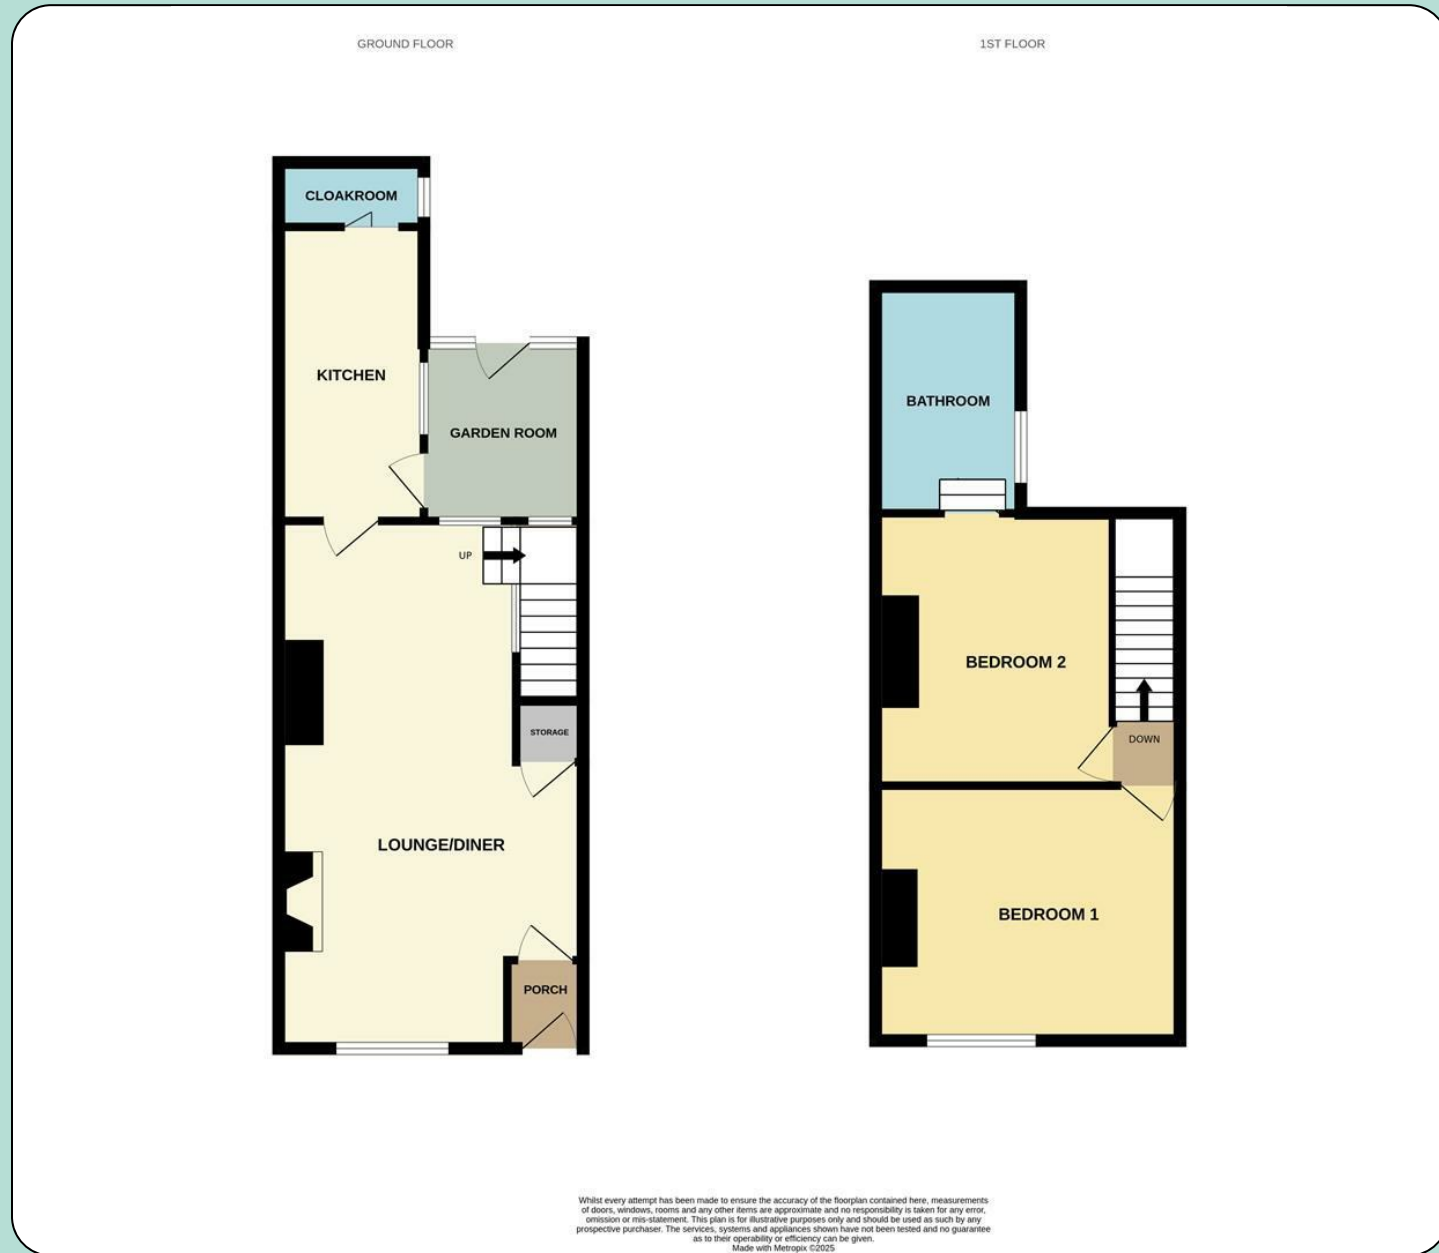 GROUND FLOOR
1ST FLOOR
CLOAKROOM
KITCHEN
GARDEN ROOM
UP
STORAGE
LOUNGE/DINER
PORCH
BATHROOM
BEDROOM 2
DOWN
BEDROOM 1
Whilst every attempt has been made to ensure the accuracy of the floorplan contained here, measurements
of doors, windows, rooms and any other items are approximate and no responsibility is taken for any error,
omission or mis-statement. This plan is for illustrative purposes only and should be used as such by any
prospective purchaser. The services, systems and appliances shown have not been tested and no guarantee
as to their operability or efficiency can be given.
Made with Metropix ©2025